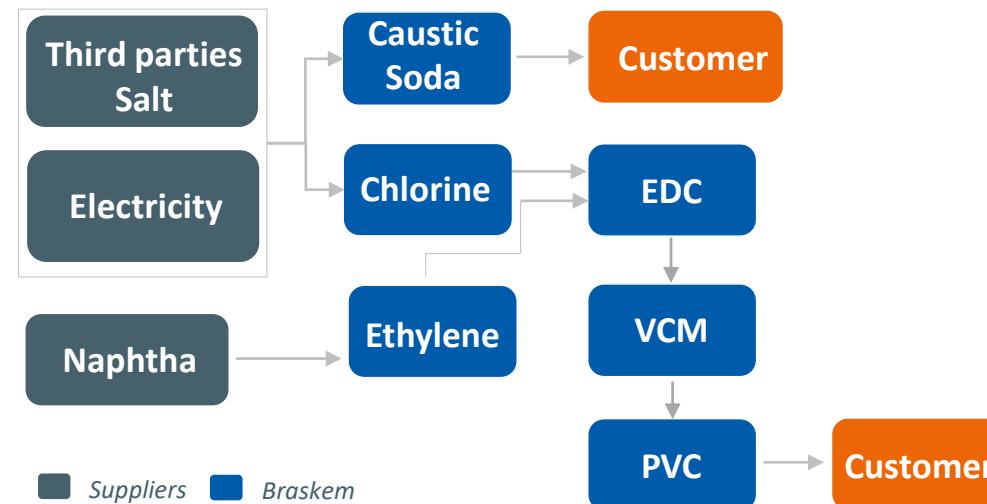 Third parties
Salt
Caustic
Soda
Customer
Electricity
Chlorine
EDC
Naphtha
Ethylene
VCM
PVC
Customer
Suppliers
Braskem